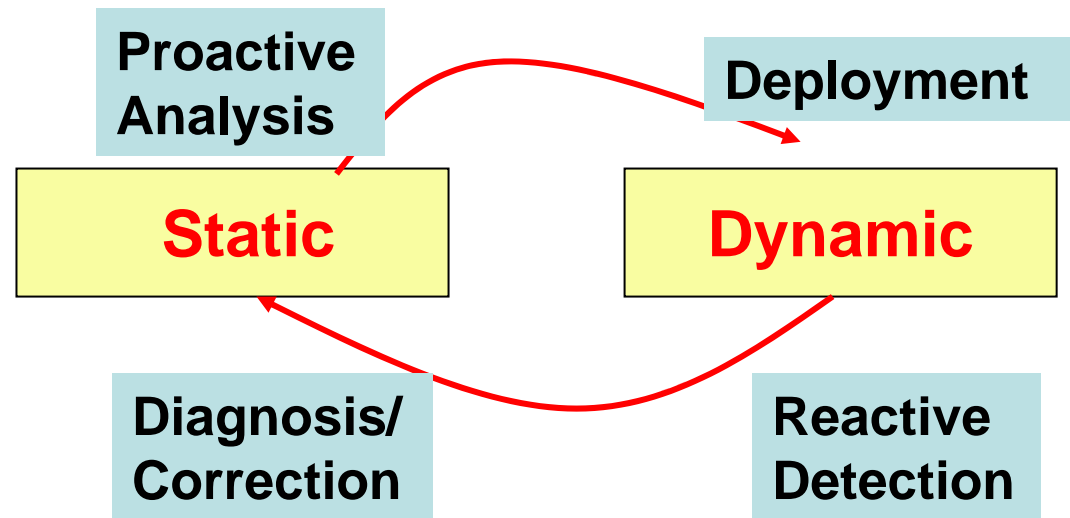 Proactive
Analysis
Deployment
Static
Dynamic
Diagnosis/
Correction
Reactive
Detection